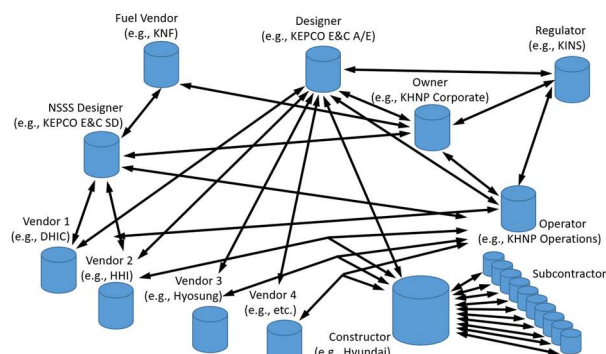 Fuel Vendor
(e.g., KNF)
Designer
(e.g., KEPCO E&C A/E)
Regulator
(e.g., KINS)
Owner
(e.g., KHNP Corporate)
NSSS Designer
(e.g., KEPCO E&C SD)
Vendor 1
(e.g., DHIC)
Vendor 2
(e.g., HHI)
Vendor 3
(e.g., Hyosung)
Vendor 4
(e.g., etc.)
Operator
(e.g., KHNP Operations)
Subcontractor
Constructor
(e.g., Hyundai)